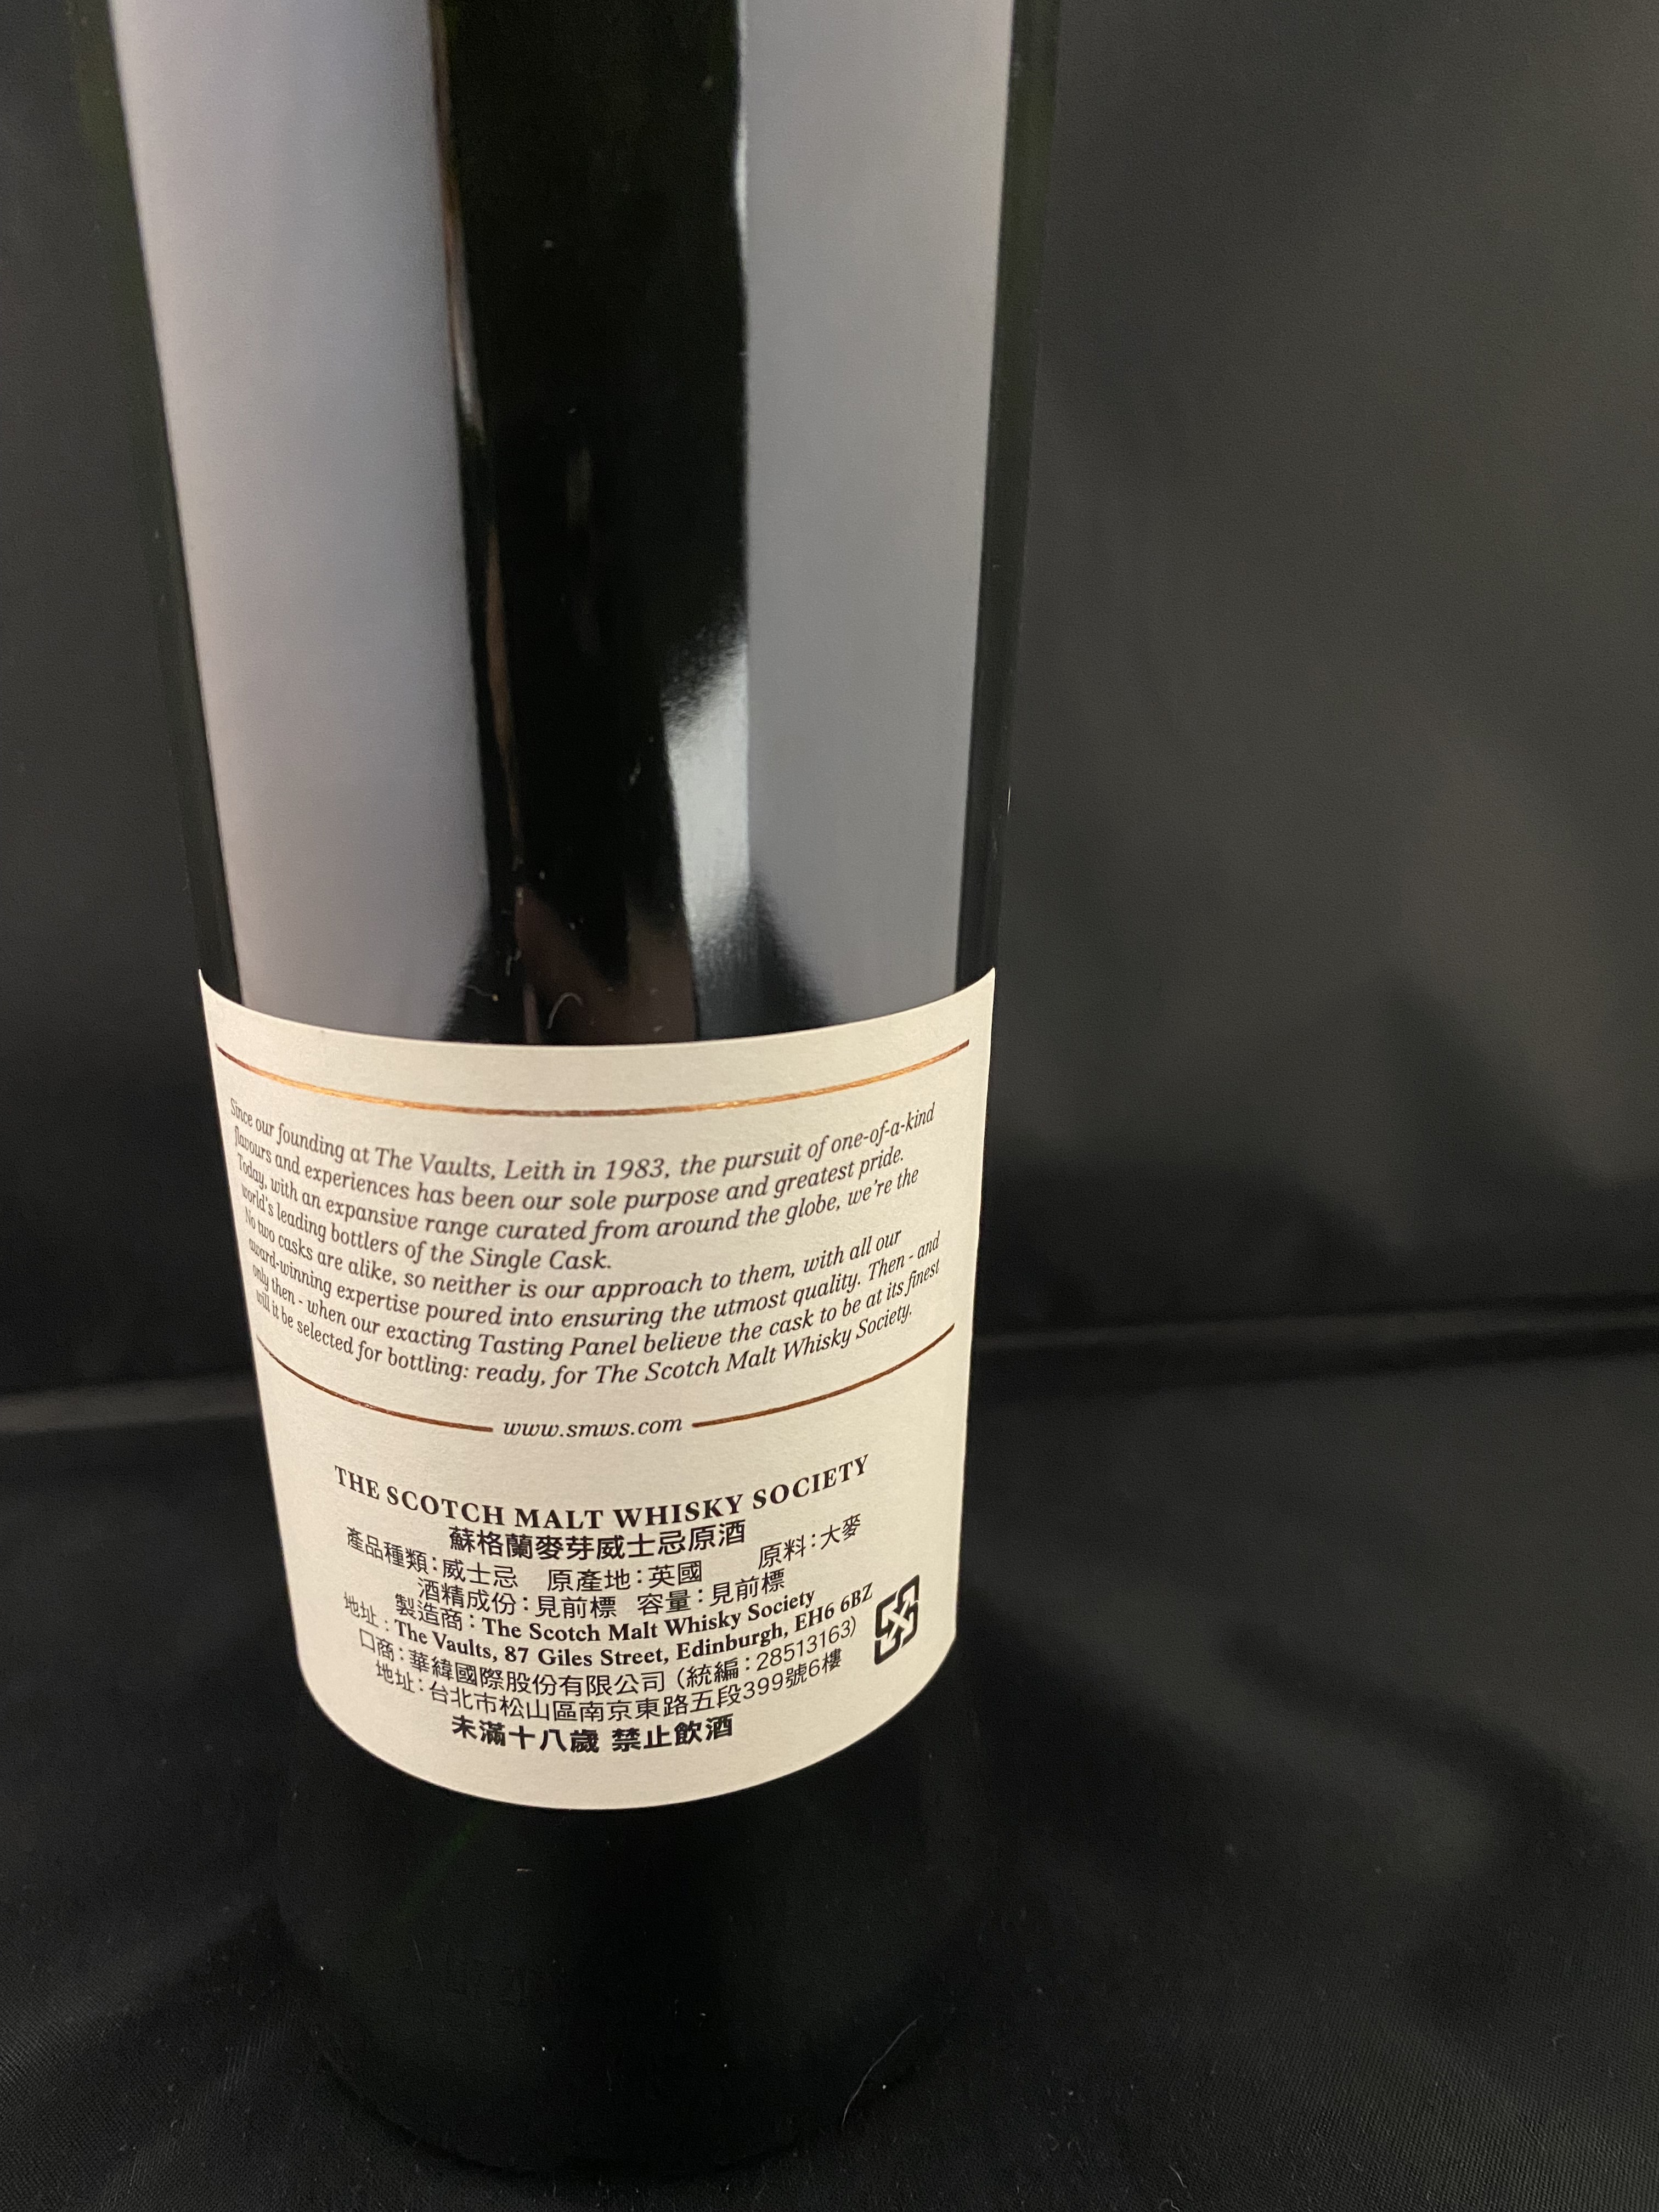 Since our founding at The Vaults, Leith in 1983, the pursuit of one-of-a-kind
flavours and experiences has been our sole purpose and greatest pride.
Today, with an expansive range curated from around the globe, we're the
world's leading bottlers of the Single Cask.
No two casks are alike, so neither is our approach to them, with all our
award-winning expertise poured into ensuring the utmost quality. Then - and
only then - when our exacting Tasting Panel believe the cask to be at its finest
will it be selected for bottling: ready, for The Scotch Malt Whisky Society.
www.smws.com
THE SCOTCH MALT WHISKY SOCIETY
蘇格蘭麥芽威士忌原酒
產品種類：威士忌 原產地：英國 原料：大麥
酒精成份：見前標 容量：見前標
製造商：The Scotch Malt Whisky Society
地址：The Vaults, 87 Giles Street, Edinburgh, EH6 6BZ
口商：華緯國際股份有限公司（統編：28513163）
地址：台北市松山區南京東路五段399號6樓
未滿十八歲 禁止飲酒